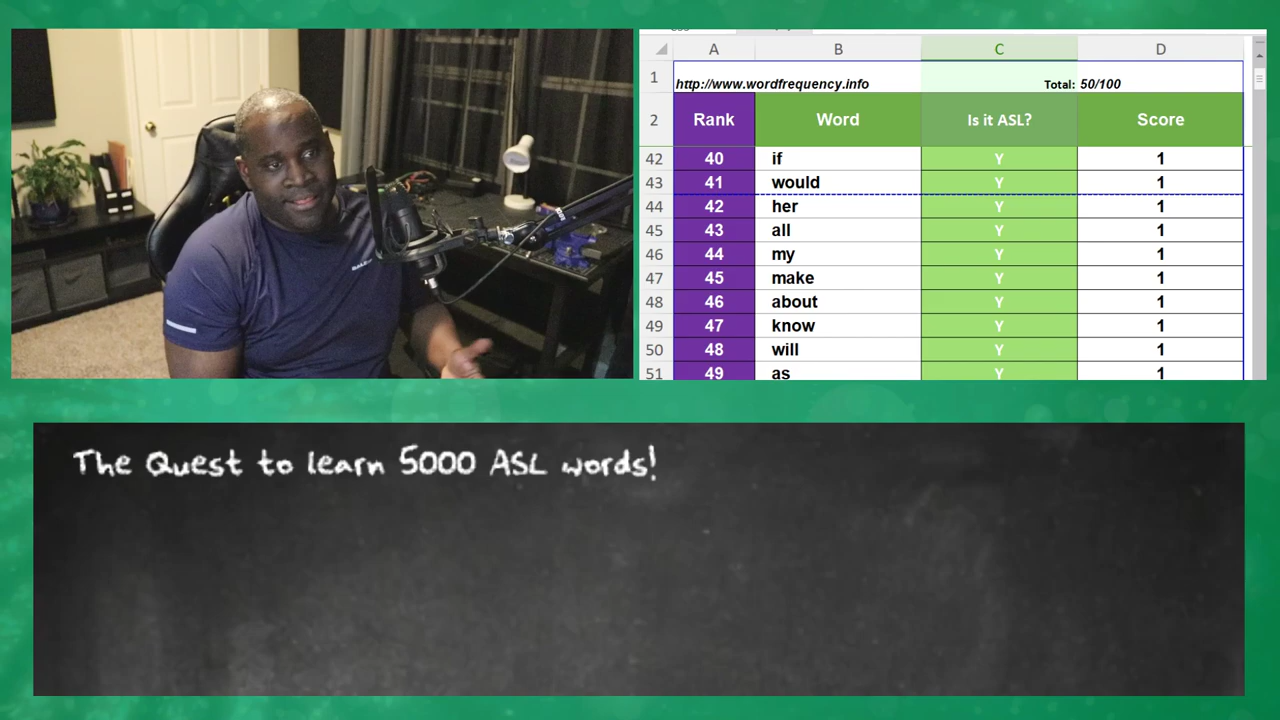 A B C D
1 http://www.wordfrequency.info Total: 50/100
2 Rank Word Is it ASL? Score
42 40 if Y 1
43 41 would Y 1
44 42 her Y 1
45 43 all Y 1
46 44 my Y 1
47 45 make Y 1
48 46 about Y 1
49 47 know Y 1
50 48 will Y 1
51 49 as Y 1
The Quest to learn 5000 ASL words!